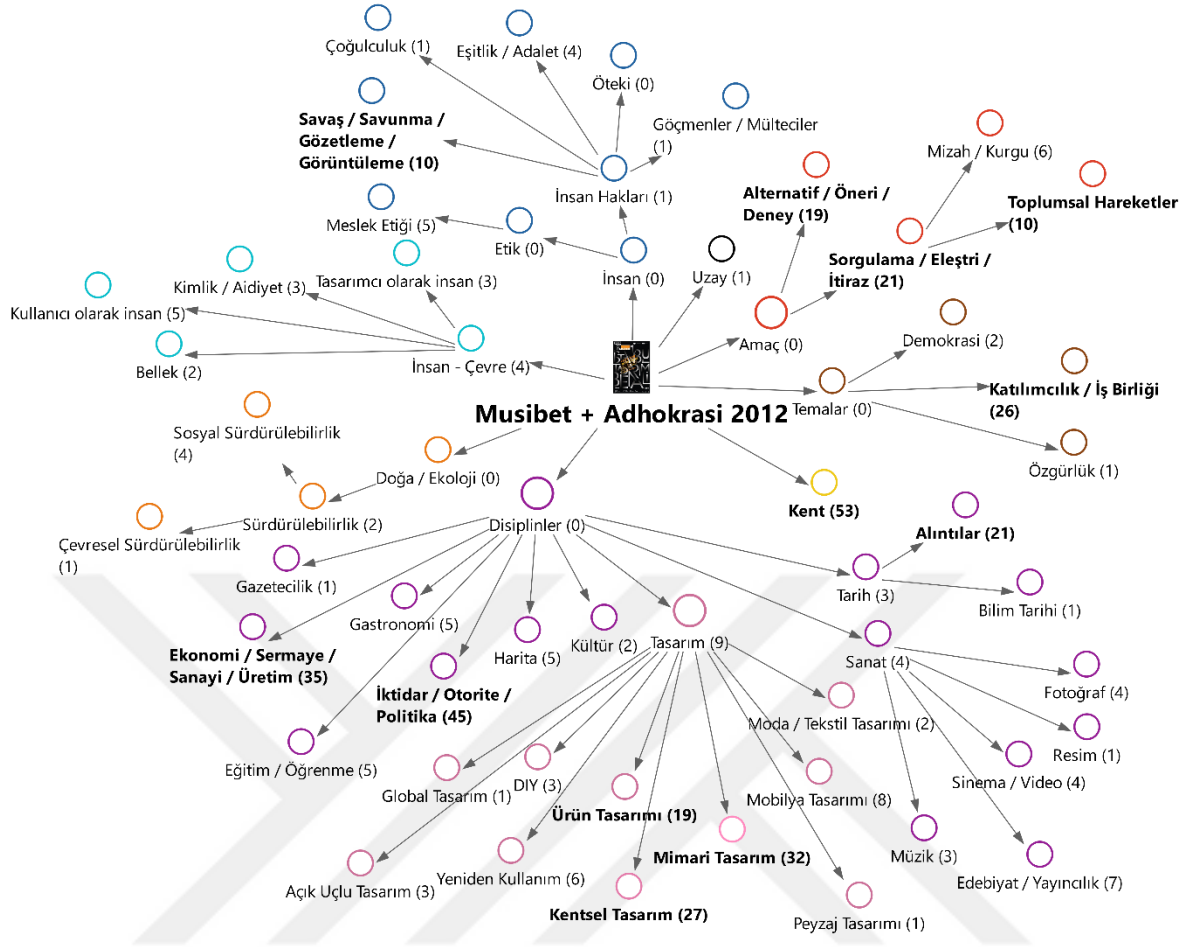 Çoğulculuk (1)
Eşitlik / Adalet (4)
Öteki (0)
Savaş / Savunma /
Gözetleme /
Görüntüleme (10)
Göçmenler / Mülteciler
(1)
Mizah / Kurgu (6)
İnsan Hakları (1)
Alternatif / Öneri /
Deney (19)
Toplumsal Hareketler
(10)
Meslek Etiği (5)
Etik (0)
İnsan (0)
Uzay (1)
Sorgulama / Eleştri /
İtiraz (21)
Kimlik / Aidiyet (3)
Tasarımcı olarak insan (3)
Kullanıcı olarak insan (5)
Bellek (2)
İnsan - Çevre (4)
Amaç (0)
Demokrasi (2)
Katılımcılık / İş Birliği
(26)
Temalar (0)
Musibet + Adhokrasi 2012
Sosyal Sürdürülebilirlik
(4)
Doğa / Ekoloji (0)
Özgürlük (1)
Sürdürülebilirlik (2)
Disiplinler (0)
Kent (53)
Çevresel Sürdürülebilirlik
(1)
Alıntılar (21)
Gazetecilik (1)
Tarih (3)
Bilim Tarihi (1)
Gastronomi (5)
Ekonomi / Sermaye /
Sanayi / Üretim (35)
Harita (5)
Kültür (2)
Tasarım (9)
Sanat (4)
İktidar / Otorite /
Politika (45)
Fotoğraf (4)
Moda / Tekstil Tasarımı (2)
Resim (1)
Eğitim / Öğrenme (5)
Sinema / Video (4)
Global Tasarım (1)
DIY (3)
Ürün Tasarımı (19)
Mobilya Tasarımı (8)
Mimari Tasarım (32)
Müzik (3)
Açık Uçlu Tasarım (3)
Yeniden Kullanım (6)
Edebiyat / Yayıncılık (7)
Kentsel Tasarım (27)
Peyzaj Tasarımı (1)